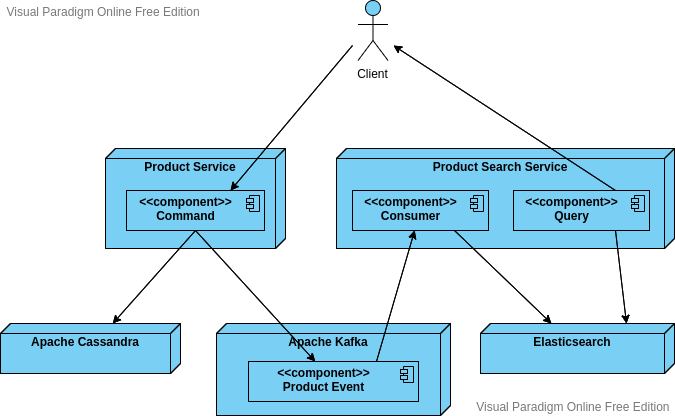 Visual Paradigm Online Free Edition
Client
Product Service
<<component>>
Command
Product Search Service
<<component>>
Consumer
<<component>>
Query
Apache Cassandra
Apache Kafka
<<component>>
Product Event
Elasticsearch
Visual Paradigm Online Free Edition